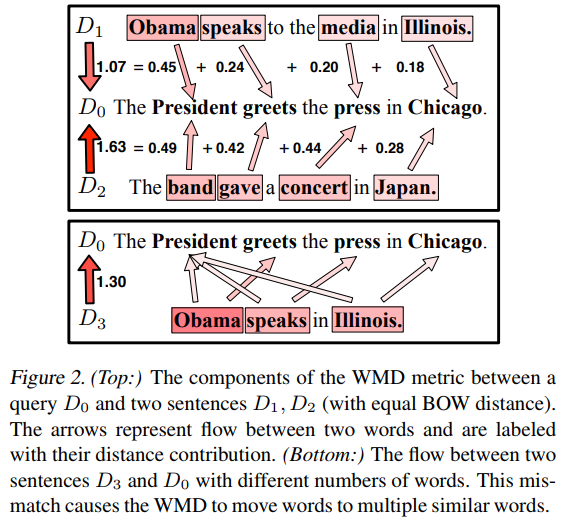 D1 Obama speaks to the media in Illinois.
1.07 = 0.45 + 0.24 + 0.20 + 0.18
D0 The President greets the press in Chicago.
1.63 = 0.49 + 0.42 + 0.44 + 0.28
D2 The band gave a concert in Japan.
D0 The President greets the press in Chicago.
1.30
D3 Obama speaks in Illinois.
Figure 2. (Top:) The components of the WMD metric between a
query D0 and two sentences D1, D2 (with equal BOW distance).
The arrows represent flow between two words and are labeled
with their distance contribution. (Bottom:) The flow between two
sentences D3 and D0 with different numbers of words. This mis-
match causes the WMD to move words to multiple similar words.